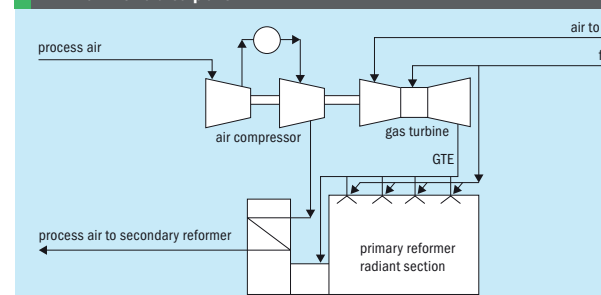 process air
air to
f
air compressor
gas turbine
GTE
process air to secondary reformer
primary reformer
radiant section